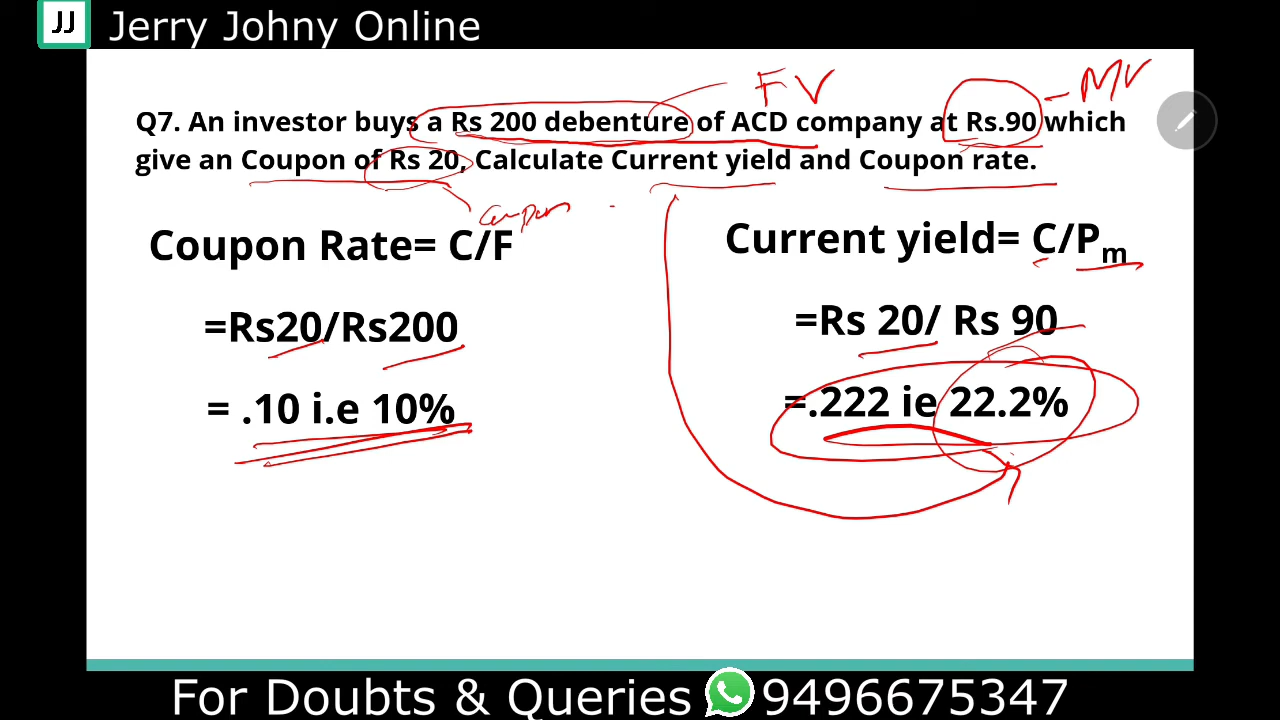 JJ Jerry Johny Online
FV
MV
Q7. An investor buys a Rs 200 debenture of ACD company at Rs.90 which
give an Coupon of Rs 20, Calculate Current yield and Coupon rate.
Coupon
Coupon Rate= C/F
=Rs20/Rs200
= .10 i.e 10%
Current yield= C/Pm
=Rs 20/ Rs 90
=.222 ie 22.2%
For Doubts & Queries 9496675347